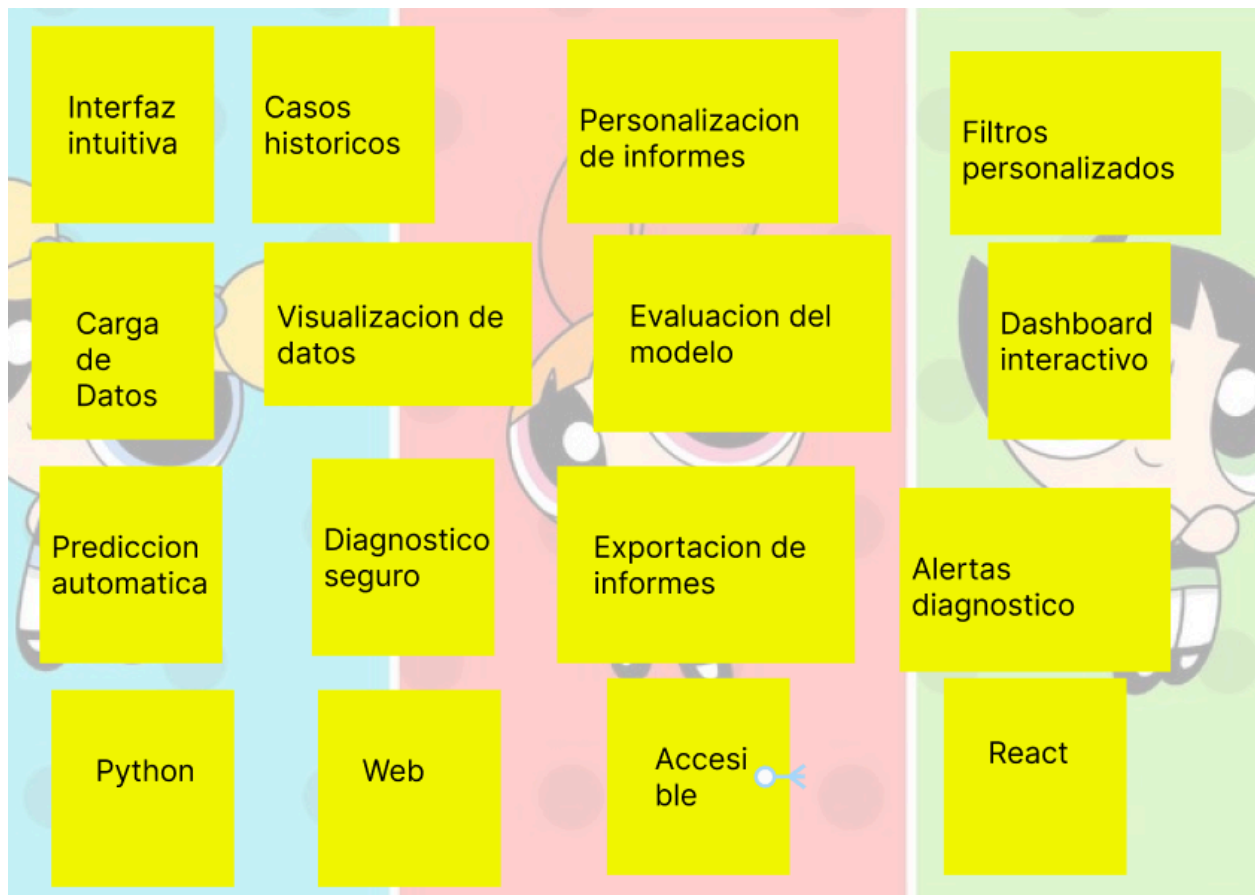 Interfaz
intuitiva
Casos
historicos
Personalizacion
de informes
Filtros
personalizados
Carga
de
Datos
Visualizacion de
datos
Evaluacion del
modelo
Dashboard
interactivo
Prediccion
automatica
Diagnostico
seguro
Exportacion de
informes
Alertas
diagnostico
Python
Web
Accesi
ble
React